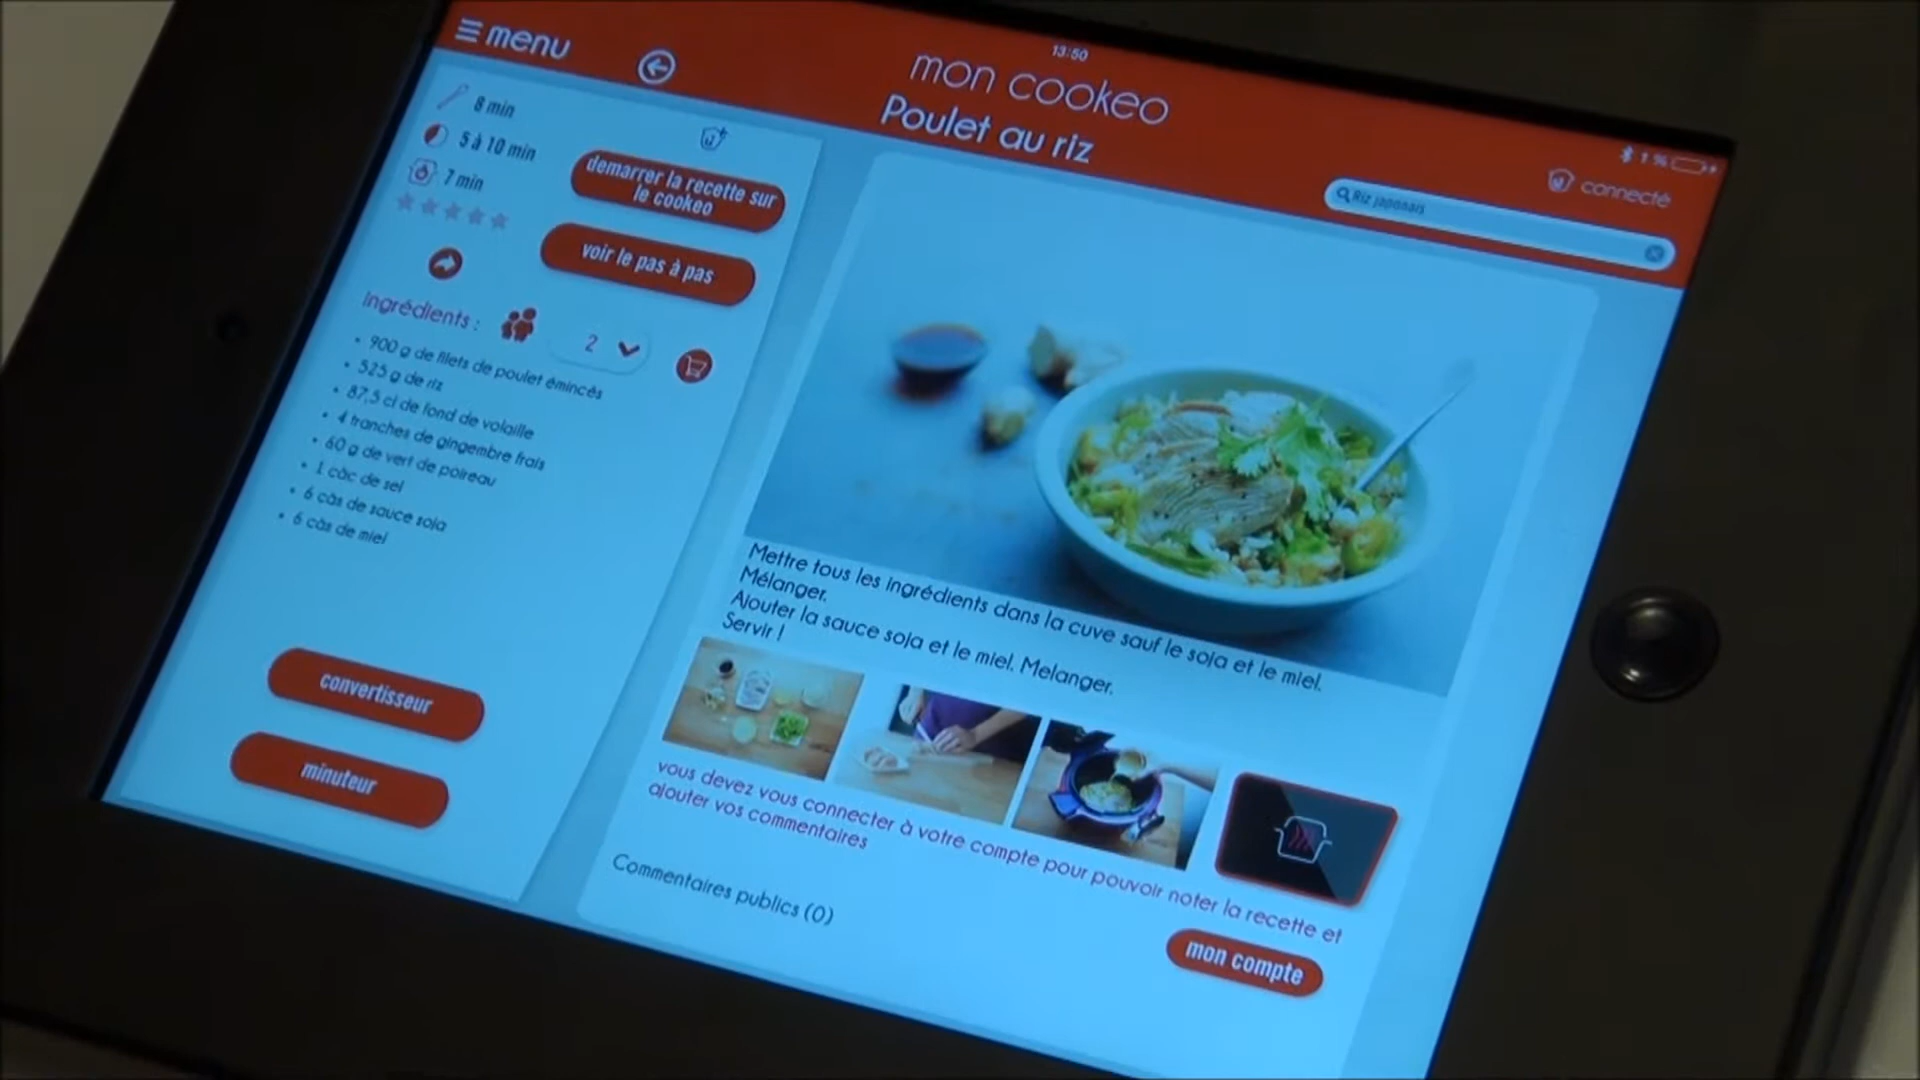 menu
13:50
mon cookeo
Poulet au riz
1 %
connecté
Riz japonais
8 min
5 à 10 min
7 min
demarrer la recette sur
le cookeo
voir le pas à pas
Ingrédients :
2
• 900 g de filets de poulet émincés
• 525 g de riz
• 87,5 cl de fond de volaille
• 4 tranches de gingembre frais
• 60 g de vert de poireau
• 1 càc de sel
• 6 càs de sauce soja
• 6 càs de miel
convertisseur
minuteur
Mettre tous les ingrédients dans la cuve sauf le soja et le miel.
Mélanger.
Ajouter la sauce soja et le miel. Melanger.
Servir !
vous devez vous connecter à votre compte pour pouvoir noter la recette et
ajouter vos commentaires
Commentaires publics (0)
mon compte